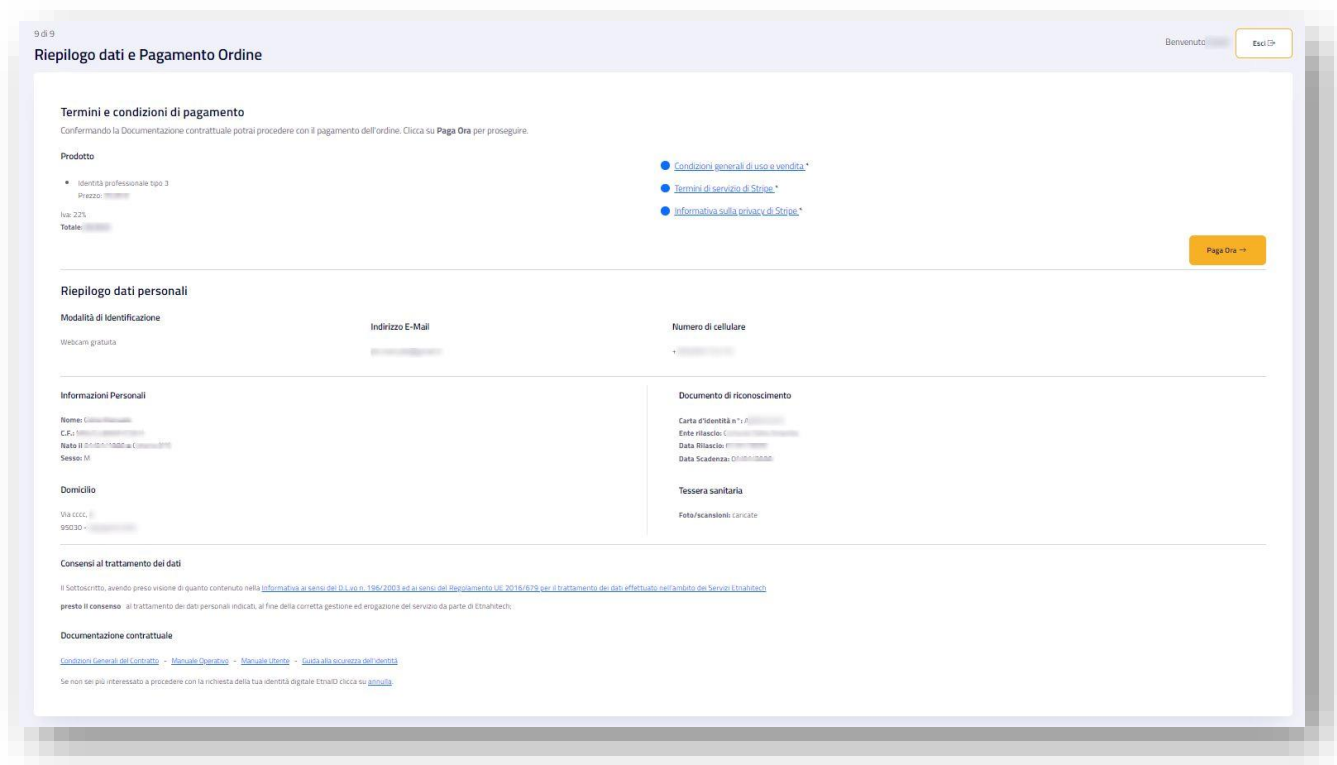 9 di 9
Riepilogo dati e Pagamento Ordine
Benvenuto
Esci
Termini e condizioni di pagamento
Confermando la Documentazione contrattuale potrai procedere con il pagamento dell'ordine. Clicca su Paga Ora per proseguire.
Prodotto
Identità professionale tipo 3
Prezzo:
Iva: 22%
Totale:
Condizioni generali di uso e vendita *
Termini di servizio di Stripe *
Informativa sulla privacy di Stripe *
Paga Ora →
Riepilogo dati personali
Modalità di Identificazione
Webcam gratuita
Indirizzo E-Mail
Numero di cellulare
+
Informazioni Personali
Nome:
C.F.:
Nato il
Sesso: M
Documento di riconoscimento
Carta d'identità n°:
Ente rilascio:
Data Rilascio:
Data Scadenza:
Domicilio
Via cccc,
95030 -
Tessera sanitaria
Foto/scansioni: caricate
Consensi al trattamento dei dati
Il Sottoscritto, avendo preso visione di quanto contenuto nella Informativa ai sensi del D.L.vo n. 196/2003 ed ai sensi del Regolamento UE 2016/679 per il trattamento dei dati effettuato nell'ambito dei Servizi Etnahitech
presto il consenso al trattamento dei dati personali indicati, al fine della corretta gestione ed erogazione del servizio da parte di Etnahitech;
Documentazione contrattuale
Condizioni Generali del Contratto - Manuale Operativo - Manuale Utente - Guida alla sicurezza dell'identità
Se non sei più interessato a procedere con la richiesta della tua identità digitale EtnaID clicca su annulla.